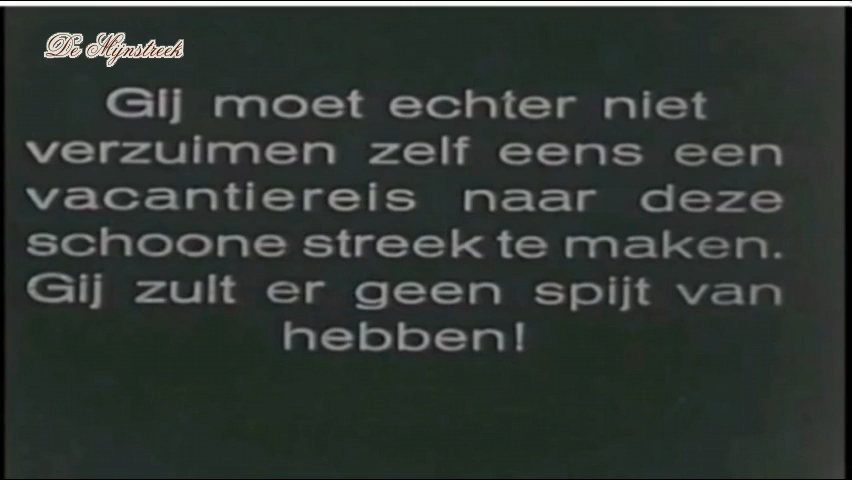 De Mijnstreek
Gij moet echter niet
verzuimen zelf eens een
vacantiereis naar deze
schoone streek te maken.
Gij zult er geen spijt van
hebben!